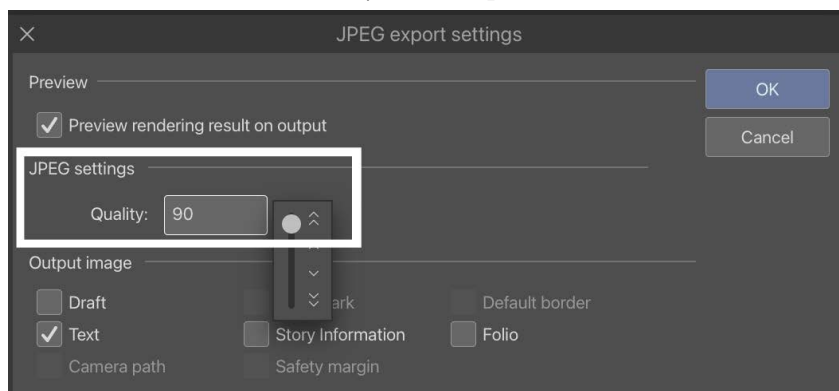 JPEG export settings
Preview
OK
Preview rendering result on output
Cancel
JPEG settings
Quality: 90
Output image
Draft ark Default border
Text Story Information Folio
Camera path Safety margin